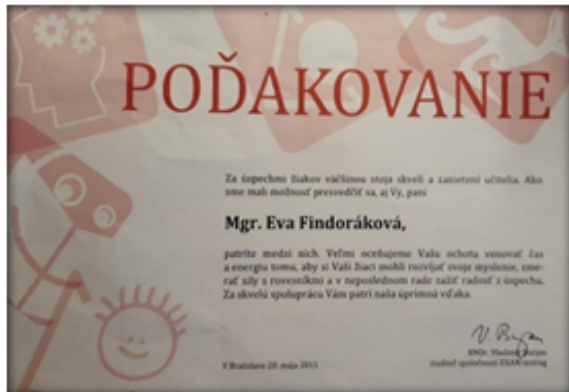 POĎAKOVANIE
Za úspechmi žiakov väčšinou stoja skvelí a zanietení učitelia. Ako
sme mali možnosť presvedčiť sa, aj Vy, pani
Mgr. Eva Findoráková,
patríte medzi nich. Veľmi oceňujeme Vašu ochotu venovať čas
a energiu tomu, aby si Vaši žiaci mohli rozvíjať svoje myslenie, zme-
rať sily s rovesníkmi a v neposlednom rade zažiť radosť z úspechu.
Za skvelú spoluprácu Vám patrí naša úprimná vďaka.
V Bratislave 20. mája 2011
RNDr. Vladimír Burjan
riaditeľ spoločnosti EXAM testing